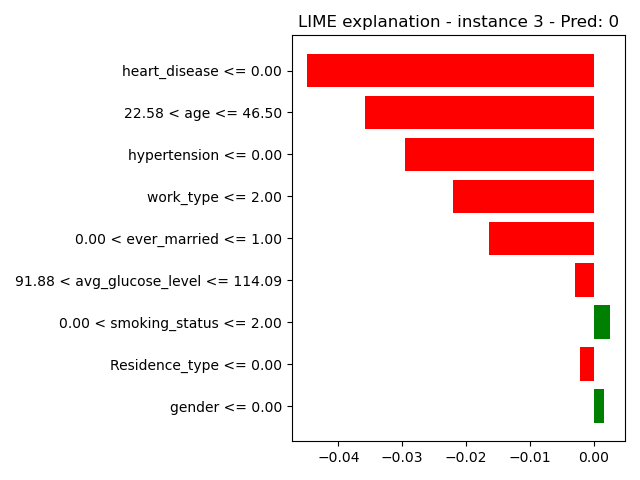 LIME explanation - instance 3 - Pred: 0
heart_disease <= 0.00
22.58 < age <= 46.50
hypertension <= 0.00
work_type <= 2.00
0.00 < ever_married <= 1.00
91.88 < avg_glucose_level <= 114.09
0.00 < smoking_status <= 2.00
Residence_type <= 0.00
gender <= 0.00
−0.04 −0.03 −0.02 −0.01 0.00